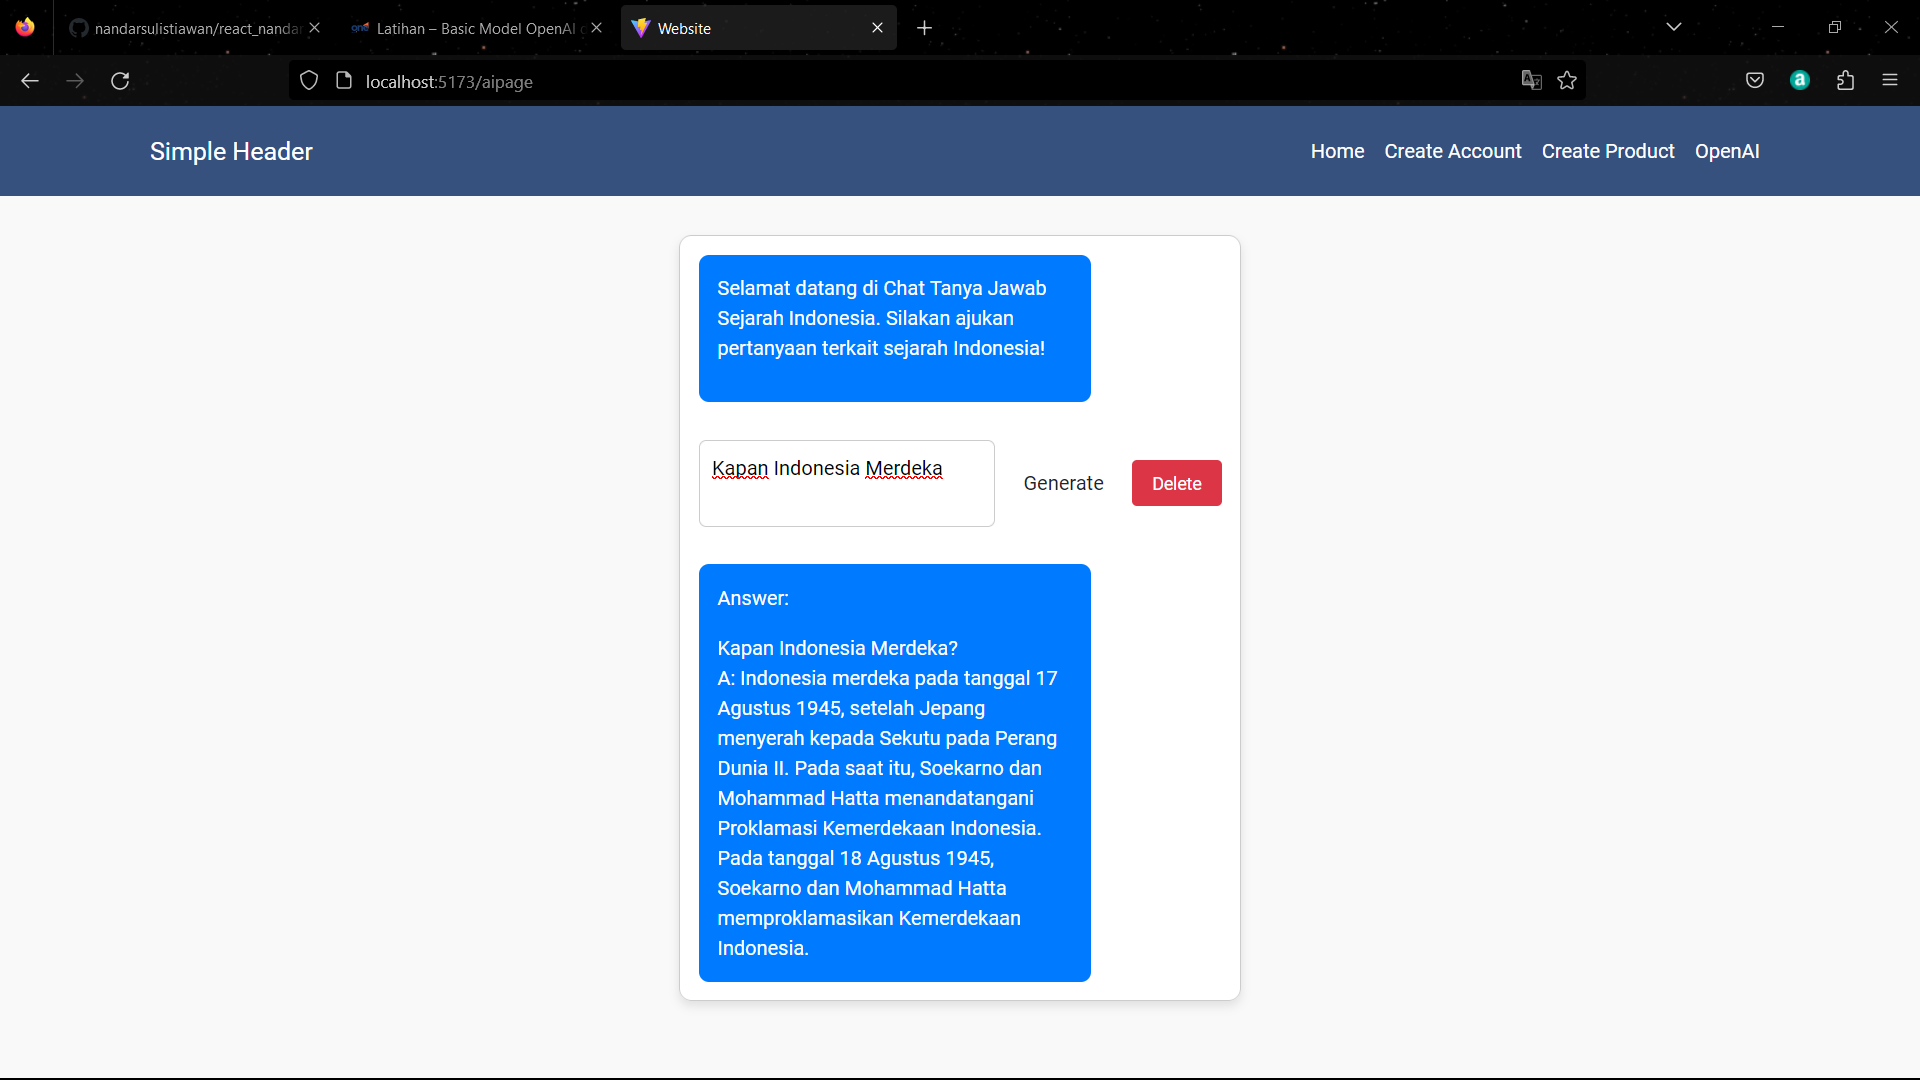 nandarsulistiawan/react_nanda
Latihan – Basic Model OpenAI
Website
localhost:5173/aipage
Simple Header
Home Create Account Create Product OpenAI
Selamat datang di Chat Tanya Jawab
Sejarah Indonesia. Silakan ajukan
pertanyaan terkait sejarah Indonesia!
Kapan Indonesia Merdeka
Generate Delete
Answer:
Kapan Indonesia Merdeka?
A: Indonesia merdeka pada tanggal 17
Agustus 1945, setelah Jepang
menyerah kepada Sekutu pada Perang
Dunia II. Pada saat itu, Soekarno dan
Mohammad Hatta menandatangani
Proklamasi Kemerdekaan Indonesia.
Pada tanggal 18 Agustus 1945,
Soekarno dan Mohammad Hatta
memproklamasikan Kemerdekaan
Indonesia.